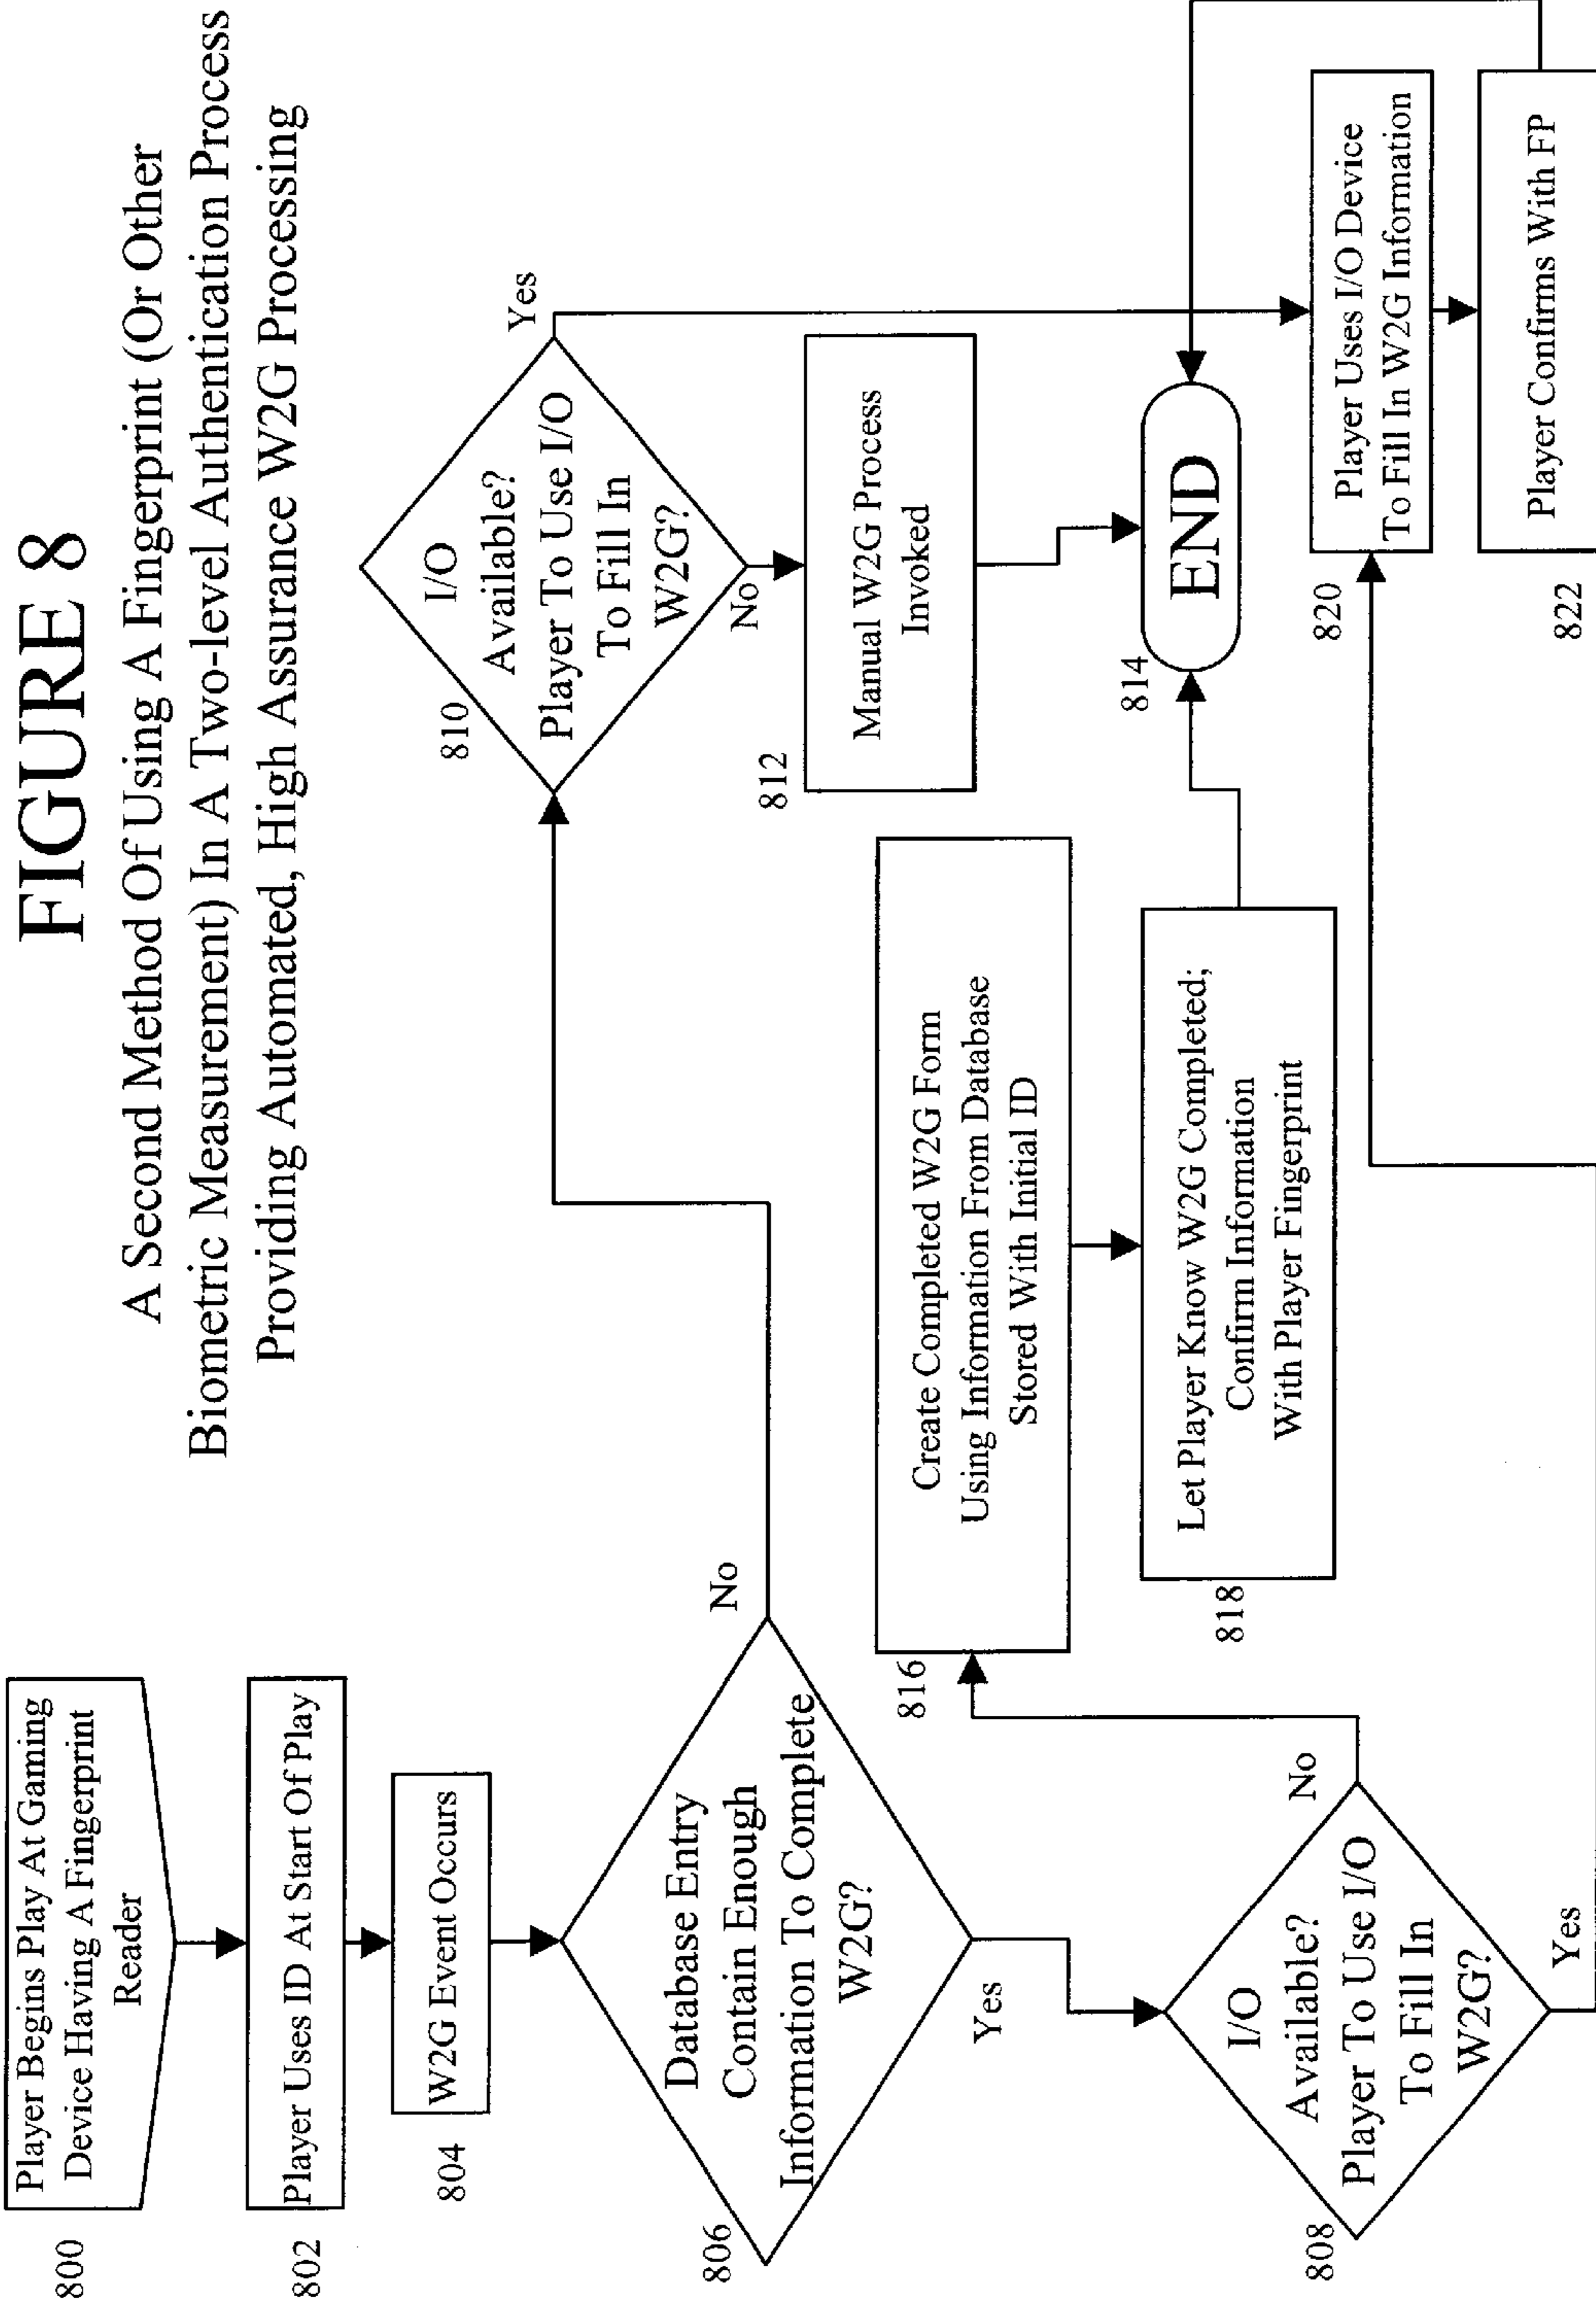 FIGURE 8
A Second Method Of Using A Fingerprint (Or Other
Biometric Measurement) In A Two-level Authentication Process
Providing Automated, High Assurance W2G Processing
800
Player Begins Play At Gaming
Device Having A Fingerprint
Reader
802
Player Uses ID At Start Of Play
804
W2G Event Occurs
806
Database Entry
Contain Enough
Information To Complete
W2G?
No
Yes
808
I/O
Available?
Player To Use I/O
To Fill In
W2G?
No
Yes
810
I/O
Available?
Player To Use I/O
To Fill In
W2G?
Yes
No
812
Manual W2G Process
Invoked
814
END
816
Create Completed W2G Form
Using Information From Database
Stored With Initial ID
818
Let Player Know W2G Completed;
Confirm Information
With Player Fingerprint
820
Player Uses I/O Device
To Fill In W2G Information
822
Player Confirms With FP